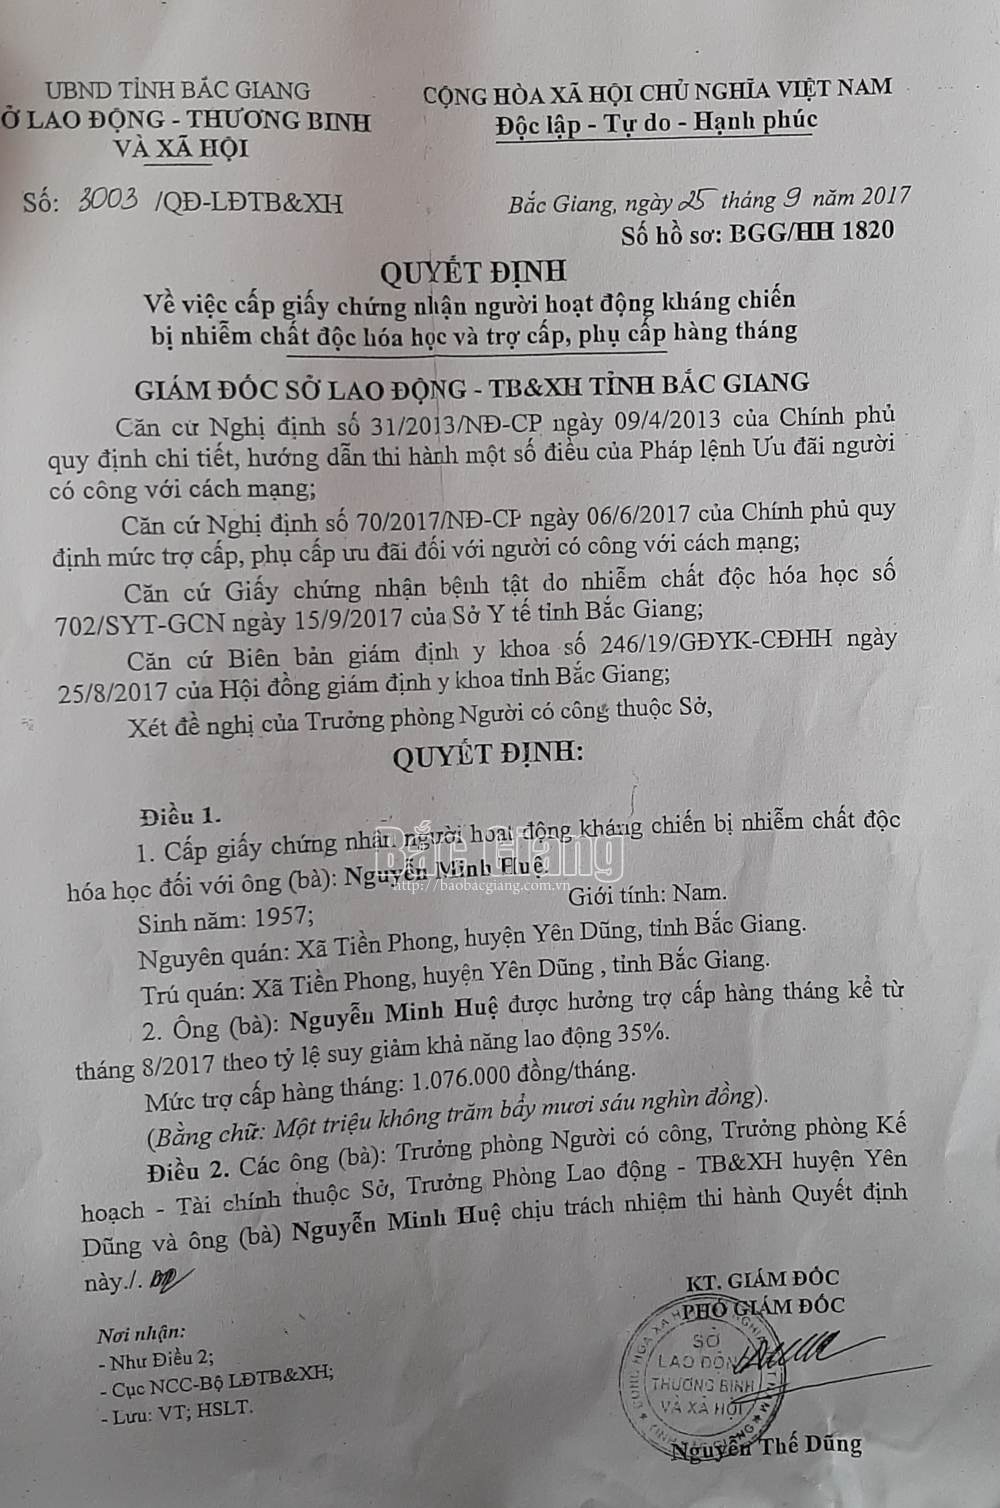 UBND TỈNH BẮC GIANG
Ở LAO ĐỘNG - THƯƠNG BINH
VÀ XÃ HỘI
Số: 3003 /QĐ-LĐTB&XH
CỘNG HÒA XÃ HỘI CHỦ NGHĨA VIỆT NAM
Độc lập - Tự do - Hạnh phúc
Bắc Giang, ngày 25 tháng 9 năm 2017
Số hồ sơ: BGG/HH 1820
QUYẾT ĐỊNH
Về việc cấp giấy chứng nhận người hoạt động kháng chiến
bị nhiễm chất độc hóa học và trợ cấp, phụ cấp hàng tháng
GIÁM ĐỐC SỞ LAO ĐỘNG - TB&XH TỈNH BẮC GIANG
Căn cứ Nghị định số 31/2013/NĐ-CP ngày 09/4/2013 của Chính phủ
quy định chi tiết, hướng dẫn thi hành một số điều của Pháp lệnh Ưu đãi người
có công với cách mạng;
Căn cứ Nghị định số 70/2017/NĐ-CP ngày 06/6/2017 của Chính phủ quy
định mức trợ cấp, phụ cấp ưu đãi đối với người có công với cách mạng;
Căn cứ Giấy chứng nhận bệnh tật do nhiễm chất độc hóa học số
702/SYT-GCN ngày 15/9/2017 của Sở Y tế tỉnh Bắc Giang;
Căn cứ Biên bản giám định y khoa số 246/19/GĐYK-CĐHH ngày
25/8/2017 của Hội đồng giám định y khoa tỉnh Bắc Giang;
Xét đề nghị của Trưởng phòng Người có công thuộc Sở,
QUYẾT ĐỊNH:
Điều 1.
1. Cấp giấy chứng nhận người hoạt động kháng chiến bị nhiễm chất độc
hóa học đối với ông (bà): Nguyễn Minh Huệ.
Bắc Giang
http://baobacgiang.com.vn
Sinh năm: 1957; Giới tính: Nam.
Nguyên quán: Xã Tiền Phong, huyện Yên Dũng, tỉnh Bắc Giang.
Trú quán: Xã Tiền Phong, huyện Yên Dũng , tỉnh Bắc Giang.
2. Ông (bà): Nguyễn Minh Huệ được hưởng trợ cấp hàng tháng kể từ
tháng 8/2017 theo tỷ lệ suy giảm khả năng lao động 35%.
Mức trợ cấp hàng tháng: 1.076.000 đồng/tháng.
(Bằng chữ: Một triệu không trăm bẩy mươi sáu nghìn đồng).
Điều 2. Các ông (bà): Trưởng phòng Người có công, Trưởng phòng Kế
hoạch - Tài chính thuộc Sở, Trưởng Phòng Lao động - TB&XH huyện Yên
Dũng và ông (bà) Nguyễn Minh Huệ chịu trách nhiệm thi hành Quyết định
này./.
Nơi nhận:
- Như Điều 2;
- Cục NCC-Bộ LĐTB&XH;
- Lưu: VT; HSLT.
KT. GIÁM ĐỐC
PHÓ GIÁM ĐỐC
SỞ
LAO ĐỘNG
THƯƠNG BINH
VÀ XÃ HỘI
Nguyễn Thế Dũng